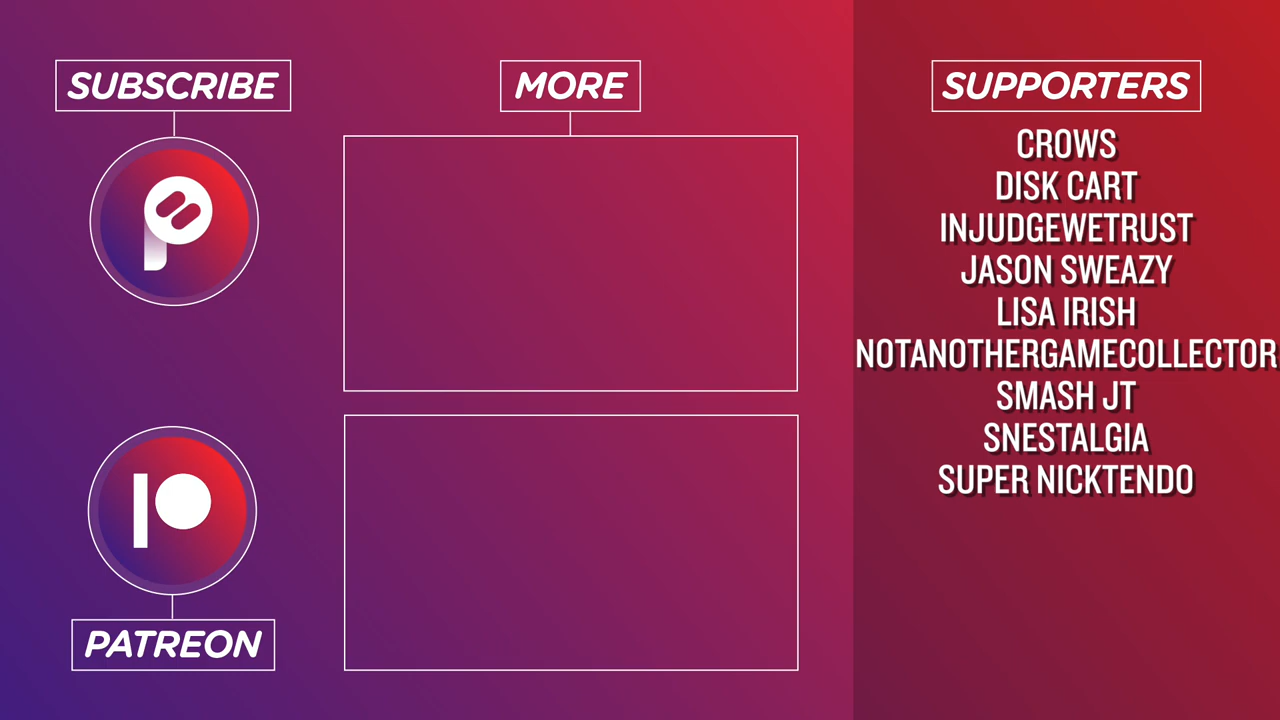 SUBSCRIBE
MORE
SUPPORTERS
CROWS
DISK CART
INJUDGEWETRUST
JASON SWEAZY
LISA IRISH
NOTANOTHERGAMECOLLECTOR
SMASH JT
SNESTALGIA
SUPER NICKTENDO
PATREON